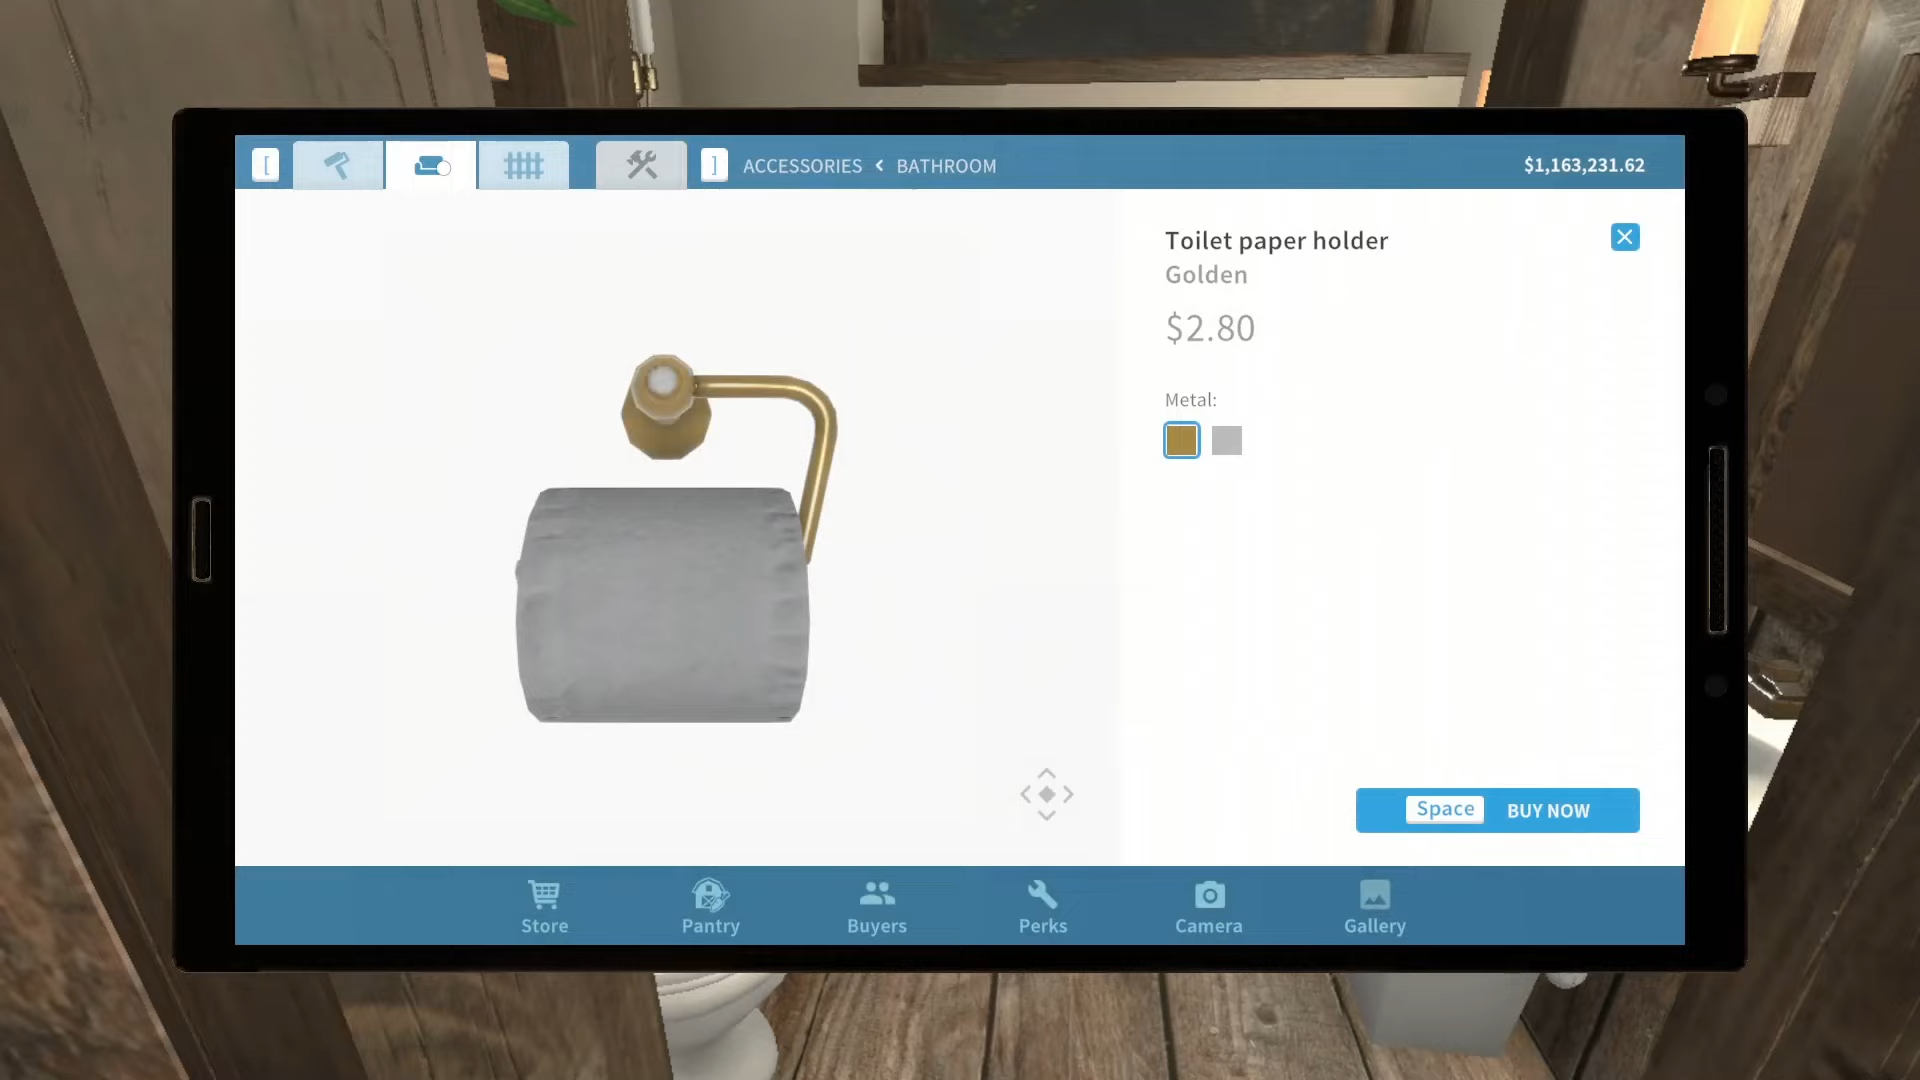 [ ] ACCESSORIES < BATHROOM $1,163,231.62
Toilet paper holder
Golden
$2.80
Metal:
Space BUY NOW
Store Pantry Buyers Perks Camera Gallery